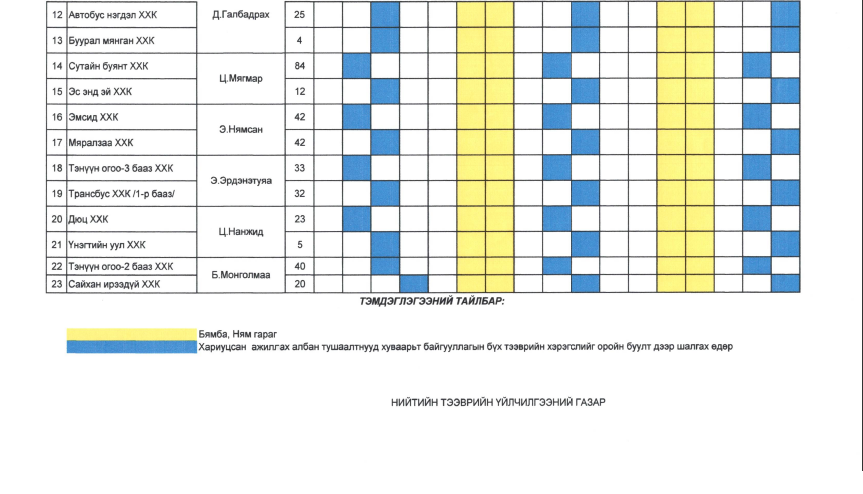 12 Автобус нэгдэл ХХК Д.Галбадрах 25
13 Буурал мянган ХХК 4
14 Сутайн буянт ХХК Ц.Мягмар 84
15 Эс энд эй ХХК 12
16 Эмсид ХХК Э.Нямсан 42
17 Мяралзаа ХХК 42
18 Тэнүүн огоо-3 бааз ХХК Э.Эрдэнэтуяа 33
19 Трансбус ХХК /1-р бааз/ 32
20 Дюц ХХК Ц.Нанжид 23
21 Үнэгтийн уул ХХК 5
22 Тэнүүн огоо-2 бааз ХХК Б.Монголмаа 40
23 Сайхан ирээдүй ХХК 20
ТЭМДЭГЛЭГЭЭНИЙ ТАЙЛБАР:
Бямба, Ням гараг
Хариуцсан ажилгах албан тушаалтнууд хуваарьт байгууллагын бүх тээврийн хэрэгслийг оройн буулт дээр шалгах өдөр
НИЙТИЙН ТЭЭВРИЙН ҮЙЛЧИЛГЭЭНИЙ ГАЗАР